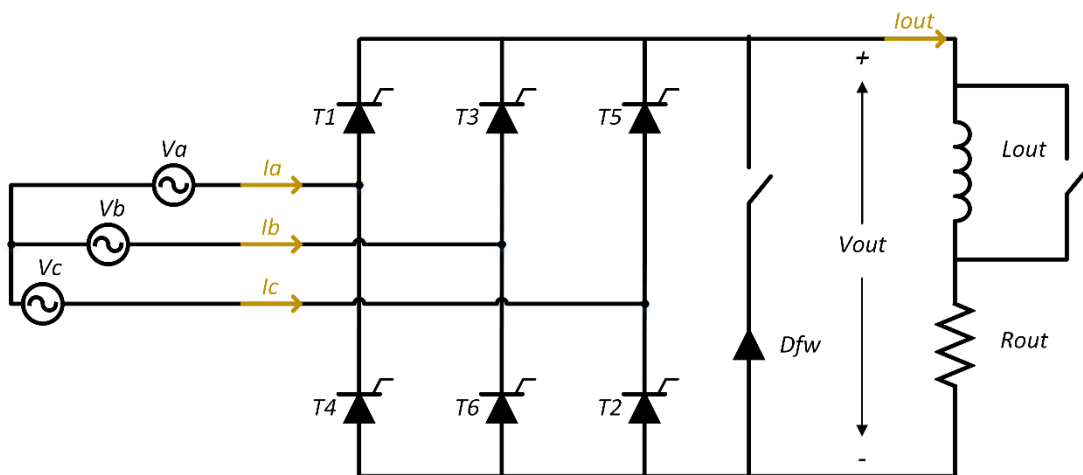 Iout
+
T1
T3
T5
Va
Ia
Lout
Vb
Ib
Vout
Vc
Ic
Dfw
Rout
T4
T6
T2
-